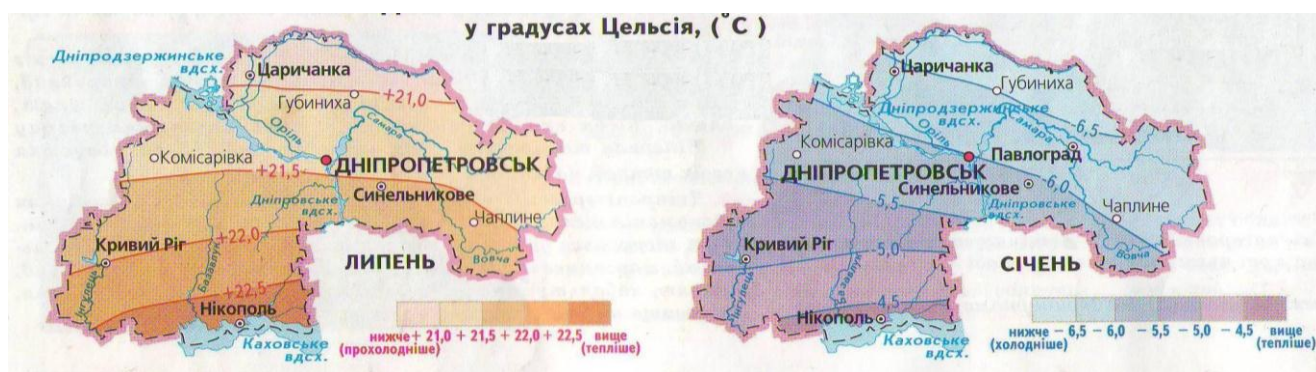 у градусах Цельсія, (°С)
Дніпродзержинське
вдсх.
Царичанка
Губиниха
+21,0
Оріль
Самара
Комісарівка
+21,5
ДНІПРОПЕТРОВСЬК
Синельникове
Дніпровське
вдсх.
Чаплине
+22,0
Кривий Ріг
Базавлук
Вовча
Інгулець
+22,5
Нікополь
Каховське
вдсх.
ЛИПЕНЬ
нижче + 21,0 + 21,5 + 22,0 + 22,5 вище
(прохолодніше) (тепліше)
Царичанка
Губиниха
Дніпродзержинське
вдсх.
Оріль
Самара
-6,5
Комісарівка
Павлоград
ДНІПРОПЕТРОВСЬК
Синельникове
-6,0
Дніпровське
вдсх.
-5,5
Чаплине
Кривий Ріг
-5,0
Вовча
Базавлук
Інгулець
-4,5
Нікополь
Каховське
вдсх.
СІЧЕНЬ
нижче − 6,5 − 6,0 − 5,5 − 5,0 − 4,5 вище
(холодніше) (тепліше)